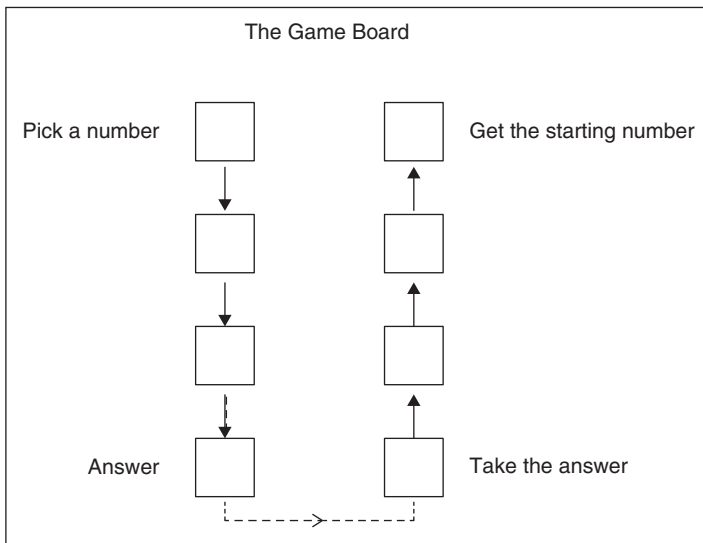 The Game Board
Pick a number
Get the starting number
Answer
Take the answer